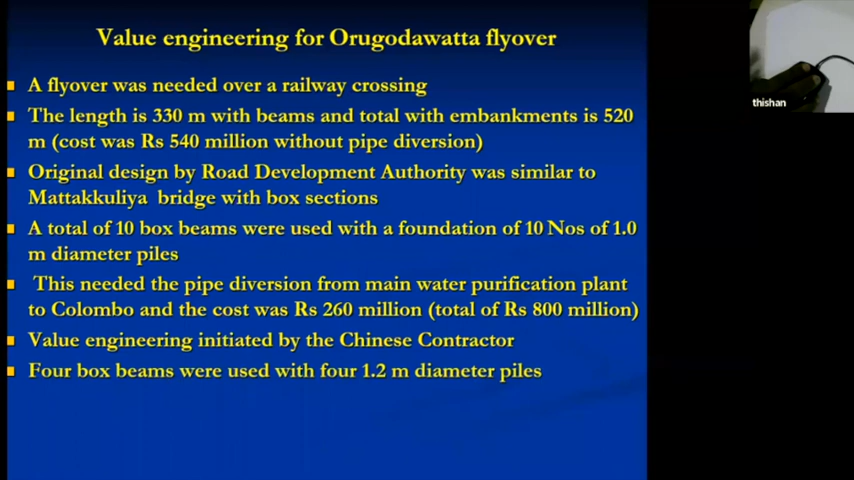 Value engineering for Orugodawatta flyover
A flyover was needed over a railway crossing
The length is 330 m with beams and total with embankments is 520
m (cost was Rs 540 million without pipe diversion)
Original design by Road Development Authority was similar to
Mattakkuliya bridge with box sections
A total of 10 box beams were used with a foundation of 10 Nos of 1.0
m diameter piles
This needed the pipe diversion from main water purification plant
to Colombo and the cost was Rs 260 million (total of Rs 800 million)
Value engineering initiated by the Chinese Contractor
Four box beams were used with four 1.2 m diameter piles
thishan